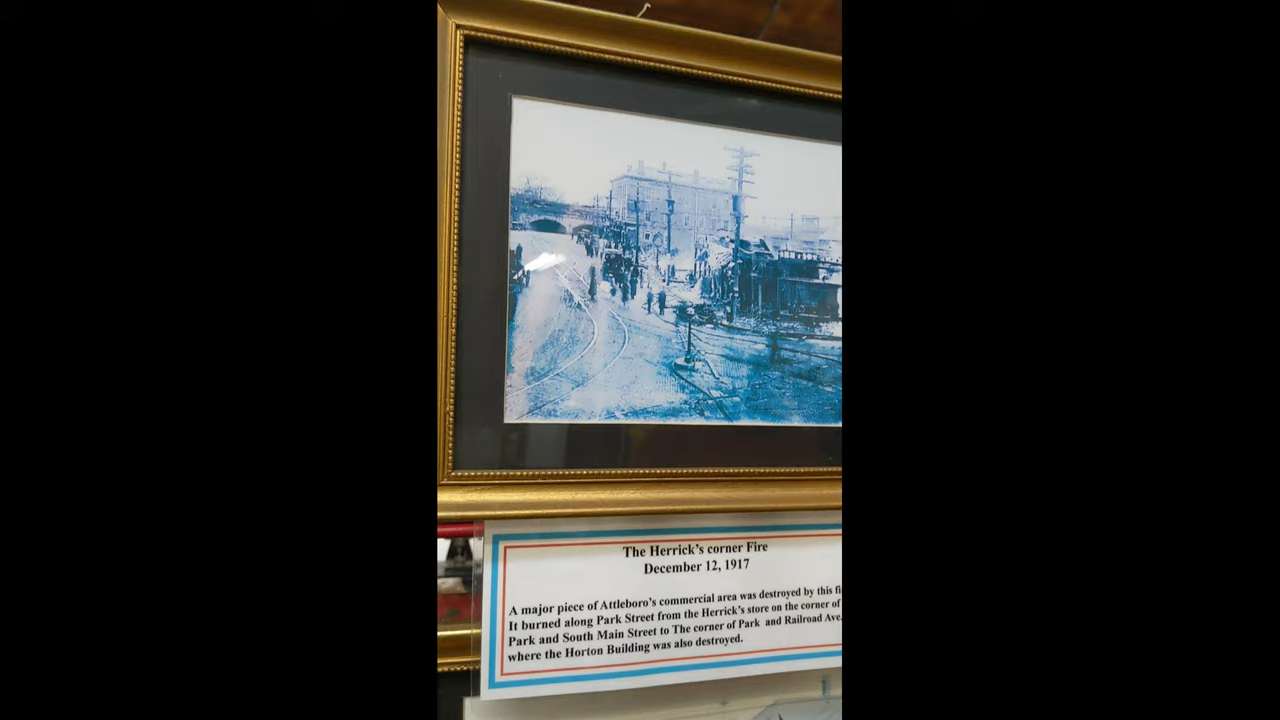 The Herrick's corner Fire
December 12, 1917
A major piece of Attleboro's commercial area was destroyed by this
It burned along Park Street from the Herrick's store on the corner of
Park and South Main Street to The corner of Park and Railroad Ave.
where the Horton Building was also destroyed.